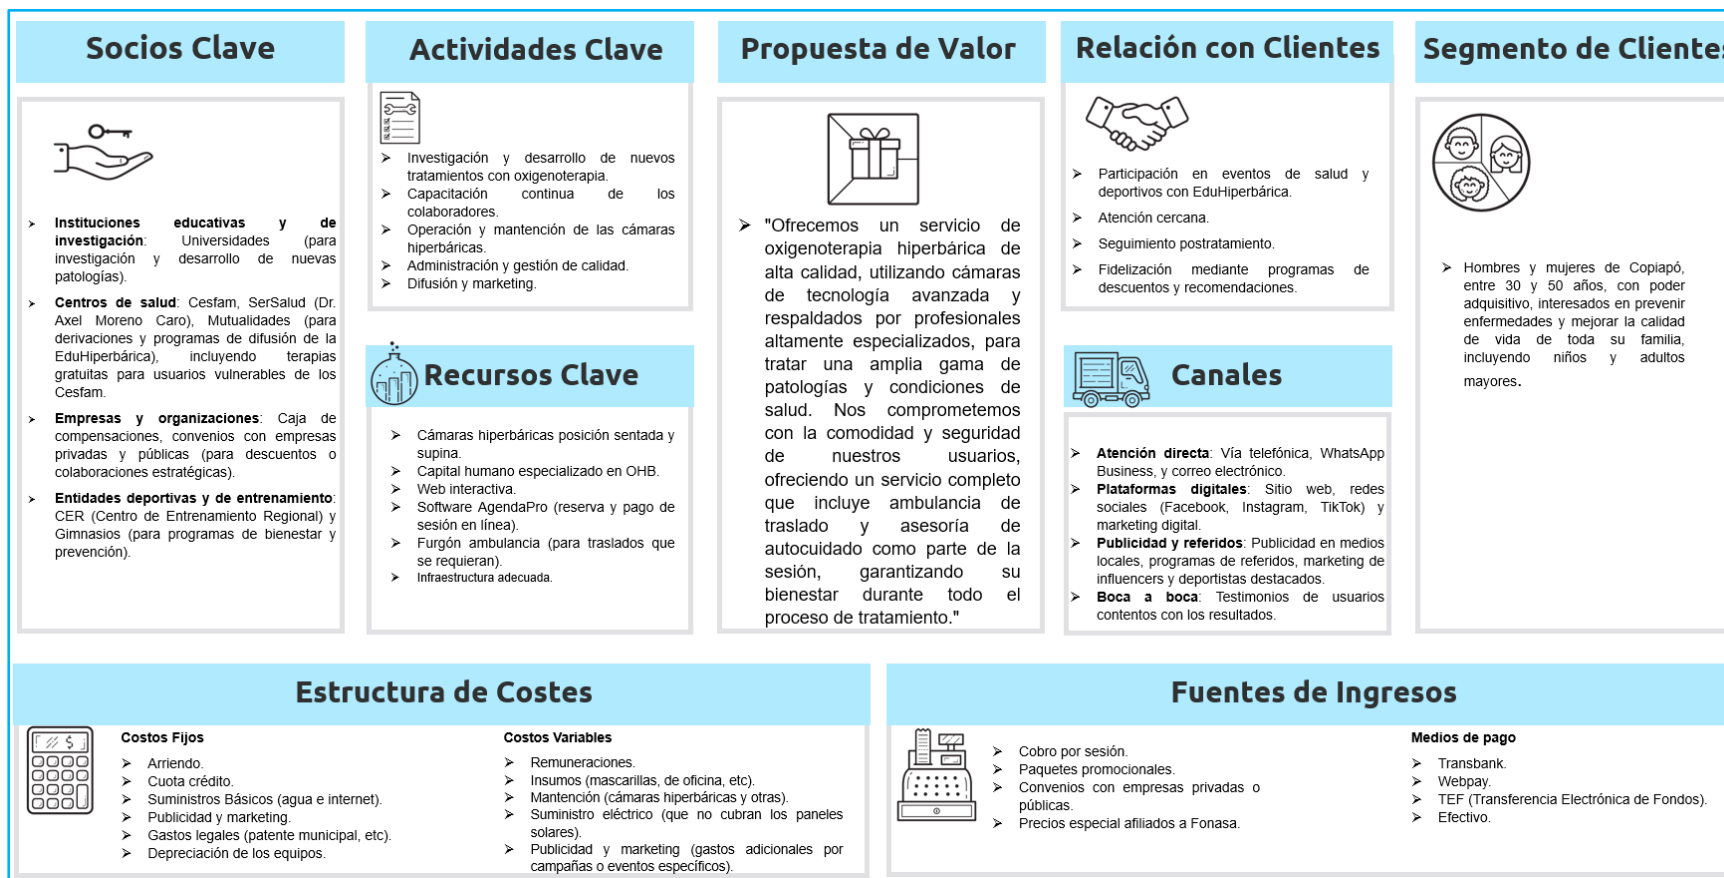 Socios Clave
Instituciones educativas y de
investigación: Universidades (para
investigación y desarrollo de nuevas
patologías).
Centros de salud: Cesfam, SerSalud (Dr.
Axel Moreno Caro), Mutualidades (para
derivaciones y programas de difusión de la
EduHiperbárica), incluyendo terapias
gratuitas para usuarios vulnerables de los
Cesfam.
Empresas y organizaciones: Caja de
compensaciones, convenios con empresas
privadas y públicas (para descuentos o
colaboraciones estratégicas).
Entidades deportivas y de entrenamiento:
CER (Centro de Entrenamiento Regional) y
Gimnasios (para programas de bienestar y
prevención).
Actividades Clave
Investigación y desarrollo de nuevos
tratamientos con oxigenoterapia.
Capacitación continua de los
colaboradores.
Operación y mantención de las cámaras
hiperbáricas.
Administración y gestión de calidad.
Difusión y marketing.
Recursos Clave
Cámaras hiperbáricas posición sentada y
supina.
Capital humano especializado en OHB.
Web interactiva.
Software AgendaPro (reserva y pago de
sesión en línea).
Furgón ambulancia (para traslados que
se requieran).
Infraestructura adecuada.
Propuesta de Valor
"Ofrecemos un servicio de
oxigenoterapia hiperbárica de
alta calidad, utilizando cámaras
de tecnología avanzada y
respaldados por profesionales
altamente especializados, para
tratar una amplia gama de
patologías y condiciones de
salud. Nos comprometemos
con la comodidad y seguridad
de nuestros usuarios,
ofreciendo un servicio completo
que incluye ambulancia de
traslado y asesoría de
autocuidado como parte de la
sesión, garantizando su
bienestar durante todo el
proceso de tratamiento."
Relación con Clientes
Participación en eventos de salud y
deportivos con EduHiperbárica.
Atención cercana.
Seguimiento postratamiento.
Fidelización mediante programas de
descuentos y recomendaciones.
Canales
Atención directa: Vía telefónica, WhatsApp
Business, y correo electrónico.
Plataformas digitales: Sitio web, redes
sociales (Facebook, Instagram, TikTok) y
marketing digital.
Publicidad y referidos: Publicidad en medios
locales, programas de referidos, marketing de
influencers y deportistas destacados.
Boca a boca: Testimonios de usuarios
contentos con los resultados.
Segmento de Clientes
Hombres y mujeres de Copiapó,
entre 30 y 50 años, con poder
adquisitivo, interesados en prevenir
enfermedades y mejorar la calidad
de vida de toda su familia,
incluyendo niños y adultos
mayores.
Estructura de Costes
$
Costos Fijos
Arriendo.
Cuota crédito.
Suministros Básicos (agua e internet).
Publicidad y marketing.
Gastos legales (patente municipal, etc).
Depreciación de los equipos.
Costos Variables
Remuneraciones.
Insumos (mascarillas, de oficina, etc).
Mantención (cámaras hiperbáricas y otras).
Suministro eléctrico (que no cubran los paneles
solares).
Publicidad y marketing (gastos adicionales por
campañas o eventos específicos).
Fuentes de Ingresos
Cobro por sesión.
Paquetes promocionales.
Convenios con empresas privadas o
públicas.
Precios especial afiliados a Fonasa.
Medios de pago
Transbank.
Webpay.
TEF (Transferencia Electrónica de Fondos).
Efectivo.